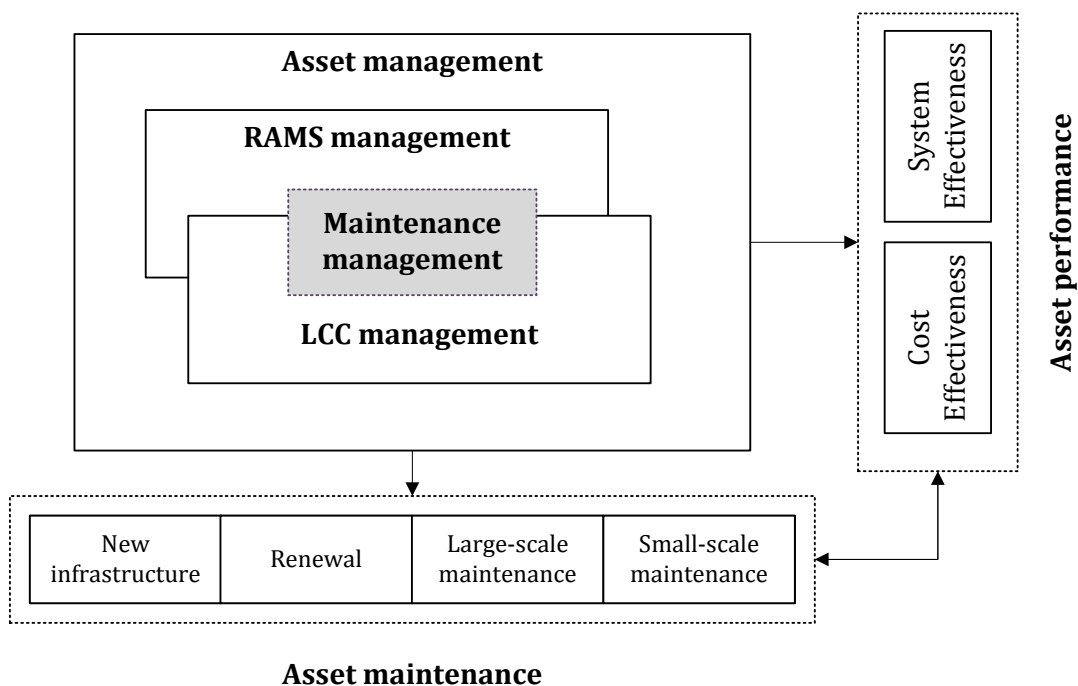 Asset management
RAMS management
Maintenance
management
LCC management
System
Effectiveness
Cost
Effectiveness
Asset performance
New
infrastructure
Renewal
Large-scale
maintenance
Small-scale
maintenance
Asset maintenance